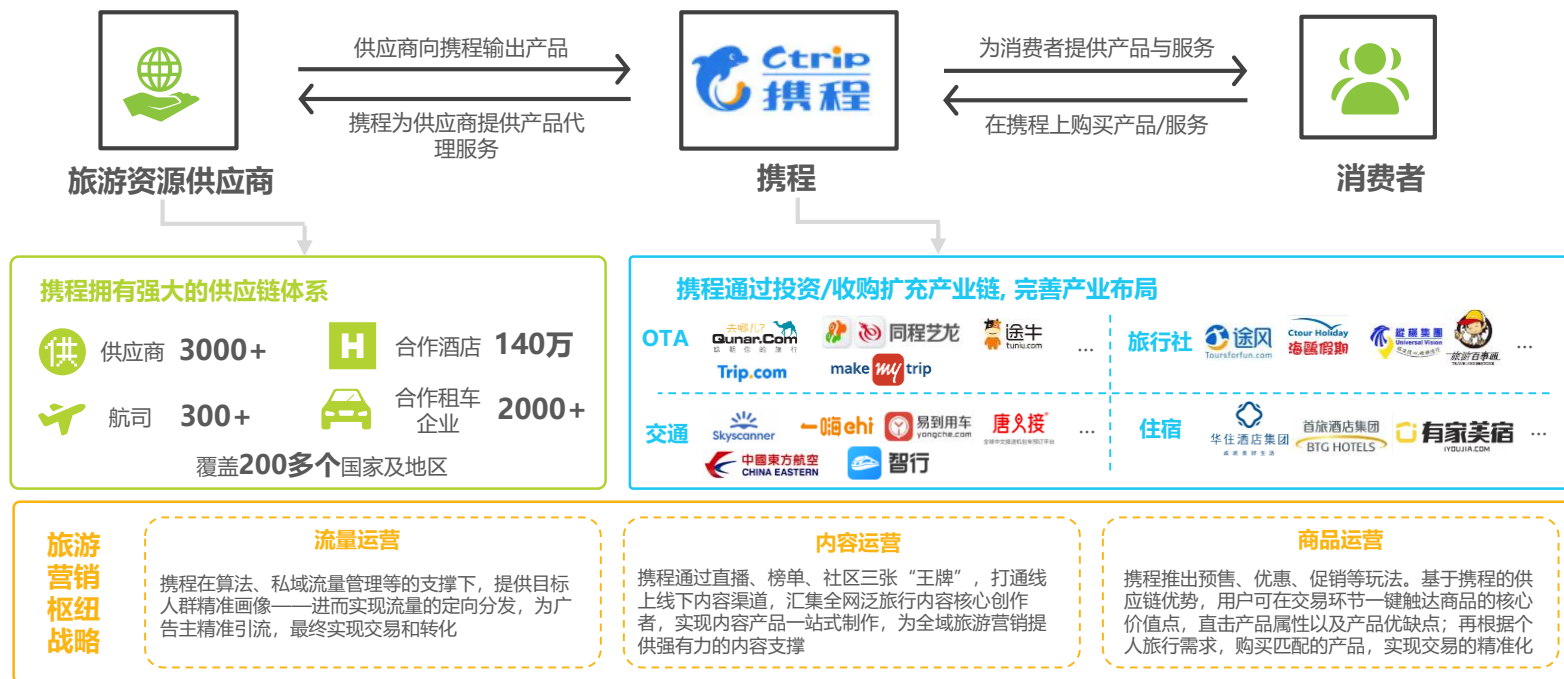 供应商向携程输出产品
携程为供应商提供产品代
理服务
Ctrip
携程
为消费者提供产品与服务
在携程上购买产品/服务
旅游资源供应商
携程
消费者
携程拥有强大的供应链体系
供
供应商 3000+
H
合作酒店 140万
航司 300+
合作租车
企业
2000+
覆盖200多个国家及地区
携程通过投资/收购扩充产业链, 完善产业布局
OTA
去哪儿?
Qunar.Com
聪明你的旅行
同程艺龙
途牛
tuniu.com
...
Trip.com
make my trip
旅行社
途风
Toursforfun.com
Ctour Holiday
海鸥假期
縱橫集團
Universal Vision
旅游百事通
...
交通
Skyscanner
一嗨ehi
易到用车
yongche.com
唐人接
...
中國東方航空
CHINA EASTERN
智行
住宿
华住酒店集团
成就美好生活
首旅酒店集团
BTG HOTELS
有家美宿
IYOUJIA.COM
...
旅游
营销
枢纽
战略
流量运营
携程在算法、私域流量管理等的支撑下，提供目标
人群精准画像——进而实现流量的定向分发，为广
告主精准引流，最终实现交易和转化
内容运营
携程通过直播、榜单、社区三张“王牌”，打通线
上线下内容渠道，汇集全网泛旅行内容核心创作
者，实现内容产品一站式制作，为全域旅游营销提
供强有力的内容支撑
商品运营
携程推出预售、优惠、促销等玩法。基于携程的供
应链优势，用户可在交易环节一键触达商品的核心
价值点，直击产品属性以及产品优缺点；再根据个
人旅行需求，购买匹配的产品，实现交易的精准化